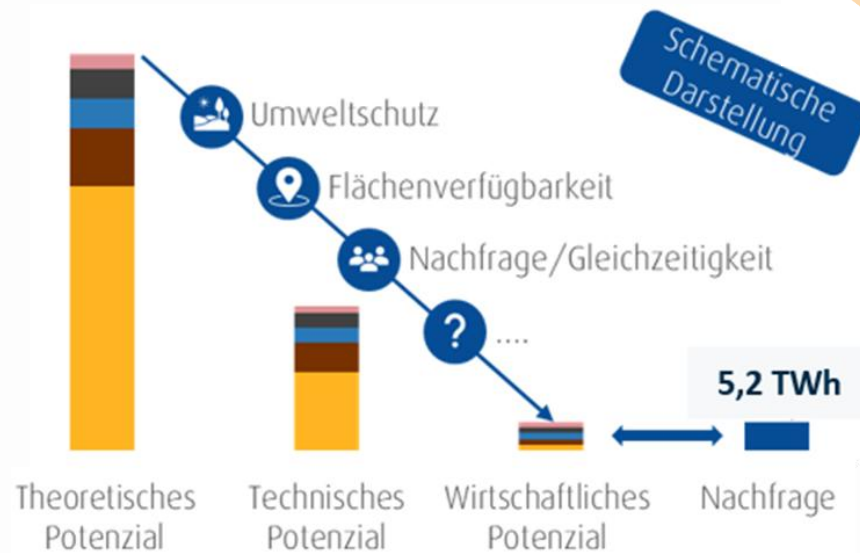 Schematische
Darstellung
Umweltschutz
Flächenverfügbarkeit
Nachfrage/Gleichzeitigkeit
?
....
5,2 TWh
Theoretisches
Potenzial
Technisches
Potenzial
Wirtschaftliches
Potenzial
Nachfrage